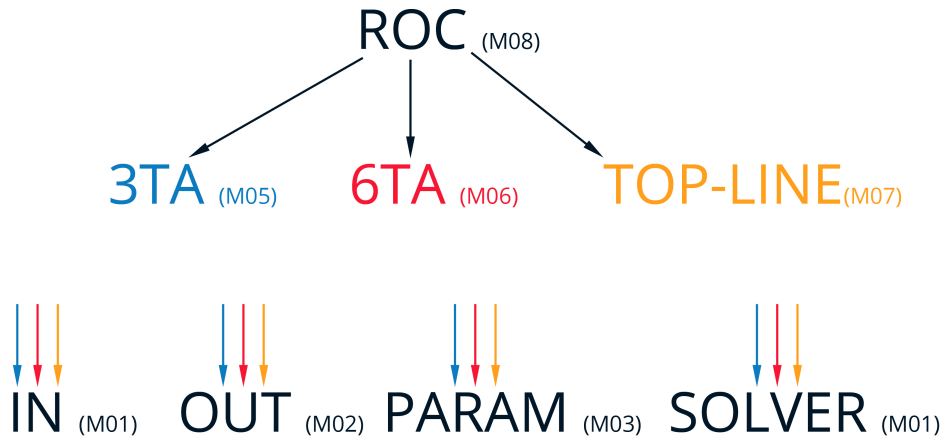 ROC (M08)
3TA (M05) 6TA (M06) TOP-LINE(M07)
IN (M01) OUT (M02) PARAM (M03) SOLVER (M01)